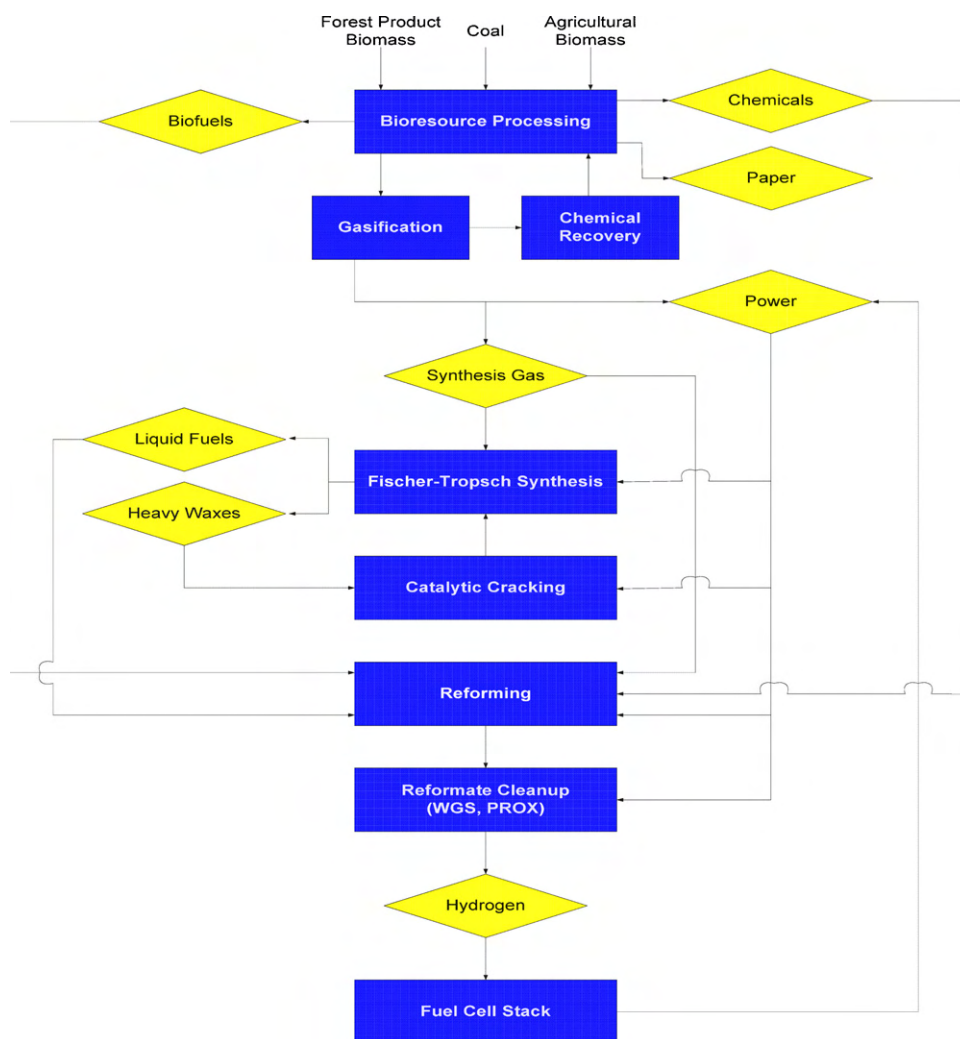 Forest Product
Biomass
Coal
Agricultural
Biomass
Biofuels
Bioresource Processing
Chemicals
Paper
Gasification
Chemical
Recovery
Power
Synthesis Gas
Liquid Fuels
Fischer-Tropsch Synthesis
Heavy Waxes
Catalytic Cracking
Reforming
Reformate Cleanup
(WGS, PROX)
Hydrogen
Fuel Cell Stack